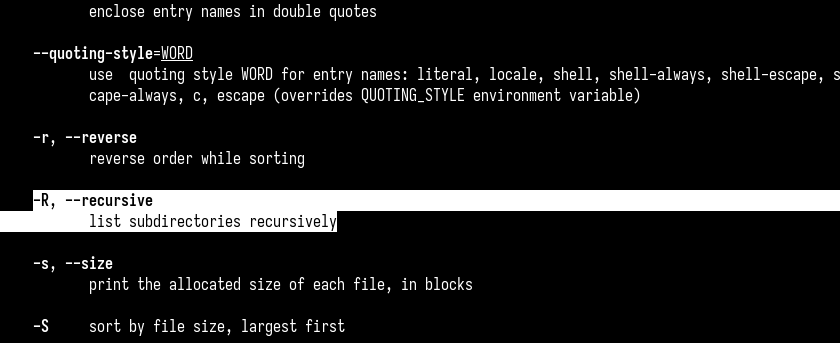 enclose entry names in double quotes
--quoting-style=WORD
use  quoting style WORD for entry names: literal, locale, shell, shell-always, shell-escape, s
cape-always, c, escape (overrides QUOTING_STYLE environment variable)
-r, --reverse
reverse order while sorting
-R, --recursive
list subdirectories recursively
-s, --size
print the allocated size of each file, in blocks
-S     sort by file size, largest first